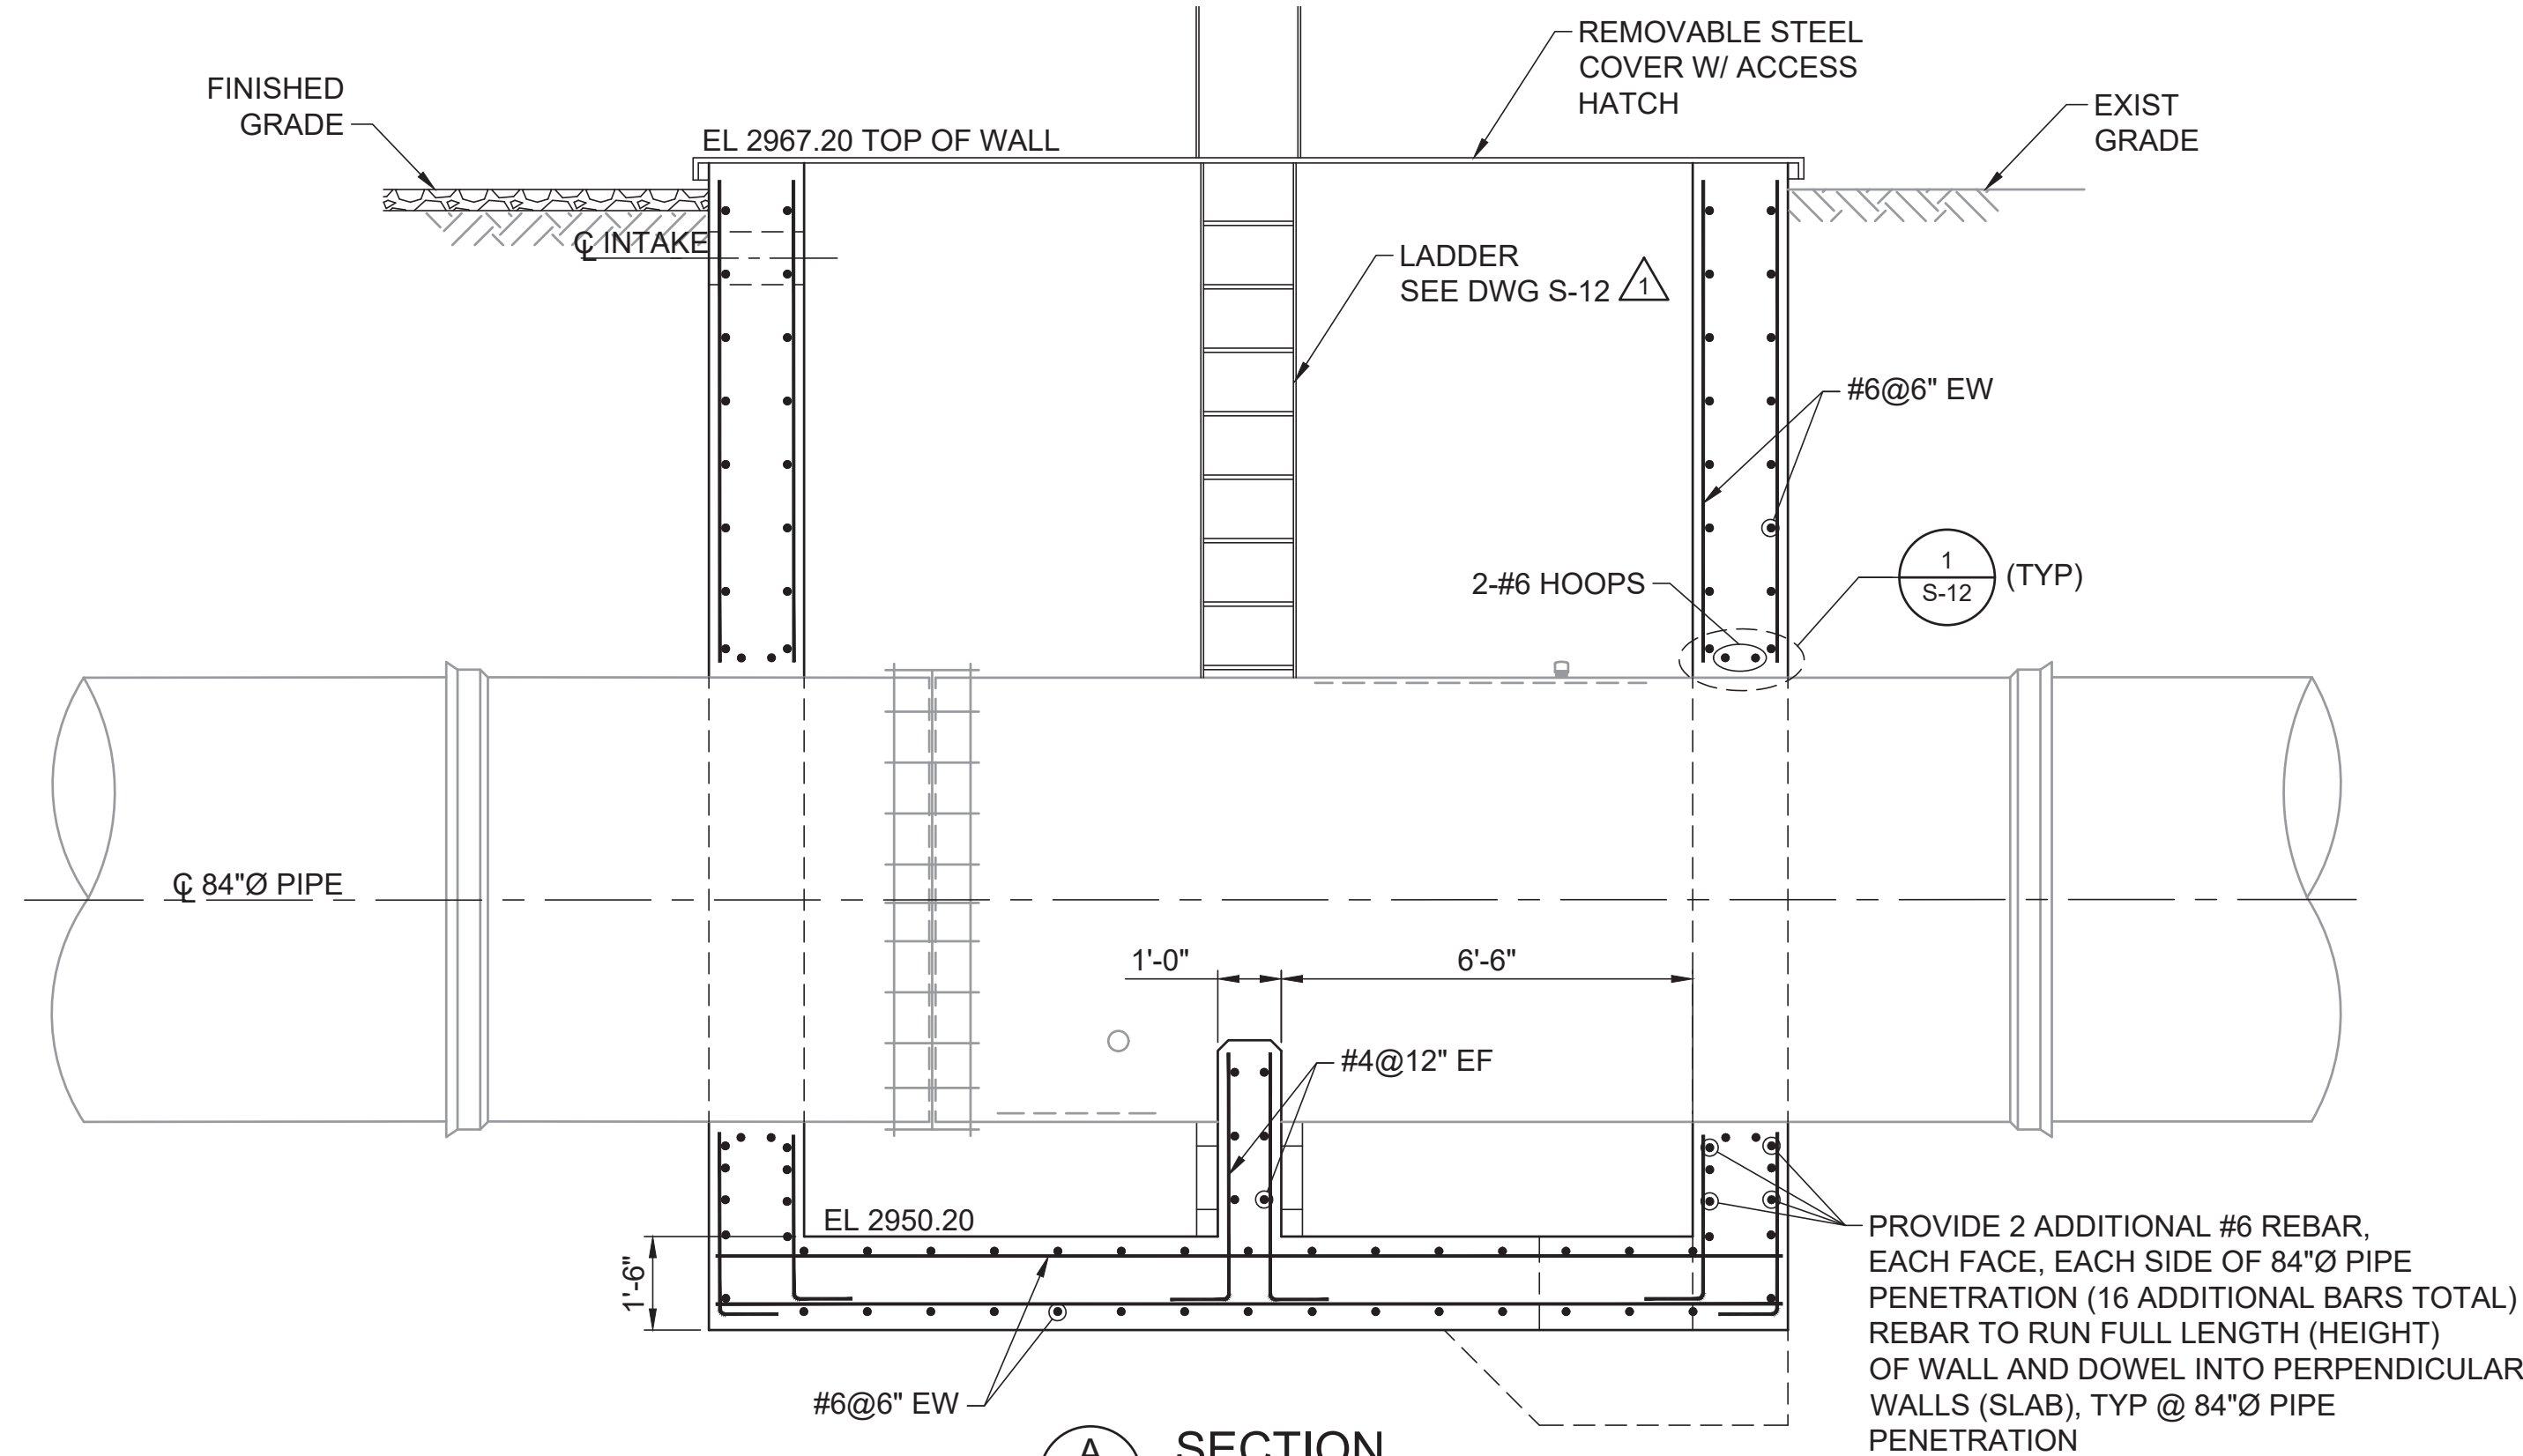 REMOVABLE STEEL
COVER W/ ACCESS
HATCH
FINISHED
GRADE
EXIST
GRADE
EL 2967.20 TOP OF WALL
℄ INTAKE
LADDER
SEE DWG S-12
1
#6@6" EW
2-#6 HOOPS
1
S-12
(TYP)
℄ 84"Ø PIPE
1'-0"
6'-6"
#4@12" EF
EL 2950.20
1'-6"
PROVIDE 2 ADDITIONAL #6 REBAR,
EACH FACE, EACH SIDE OF 84"Ø PIPE
PENETRATION (16 ADDITIONAL BARS TOTAL)
REBAR TO RUN FULL LENGTH (HEIGHT)
OF WALL AND DOWEL INTO PERPENDICULAR
WALLS (SLAB), TYP @ 84"Ø PIPE
PENETRATION
#6@6" EW
A
SECTION